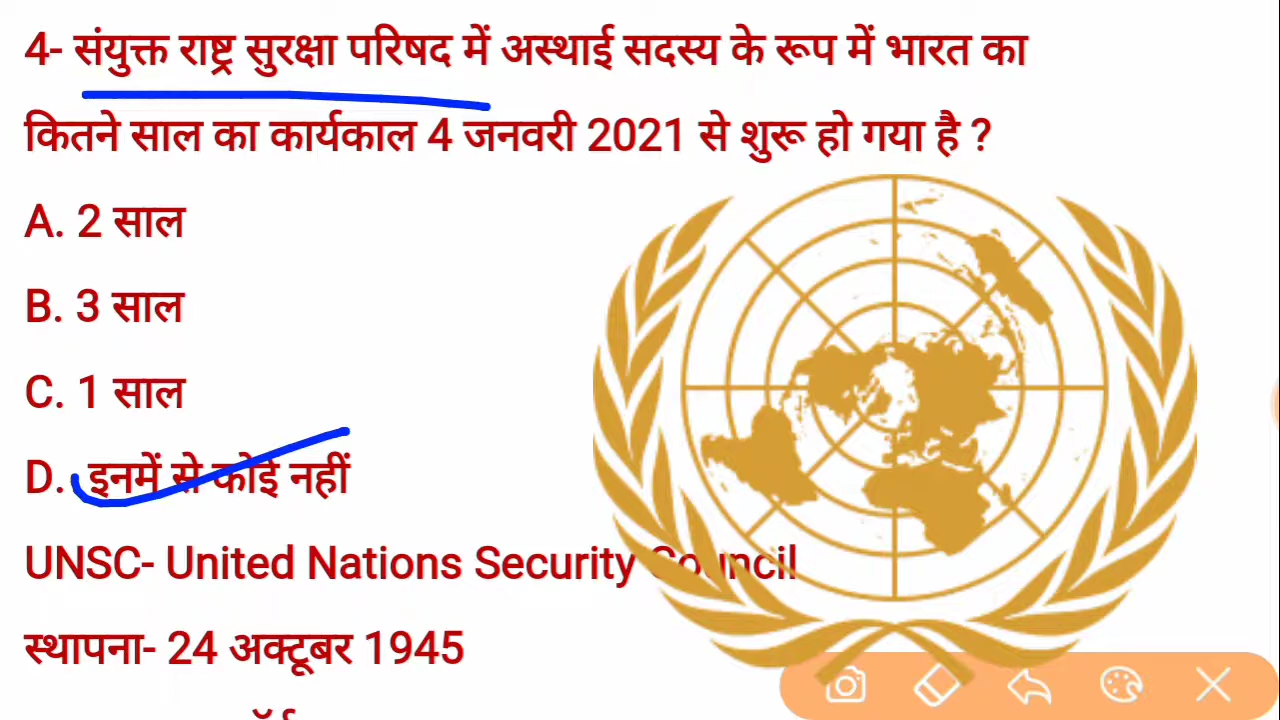 4- संयुक्त राष्ट्र सुरक्षा परिषद में अस्थाई सदस्य के रूप में भारत का
कितने साल का कार्यकाल 4 जनवरी 2021 से शुरू हो गया है ?
A. 2 साल
B. 3 साल
C. 1 साल
D. इनमें से कोई नहीं
UNSC- United Nations Security Council
स्थापना- 24 अक्टूबर 1945